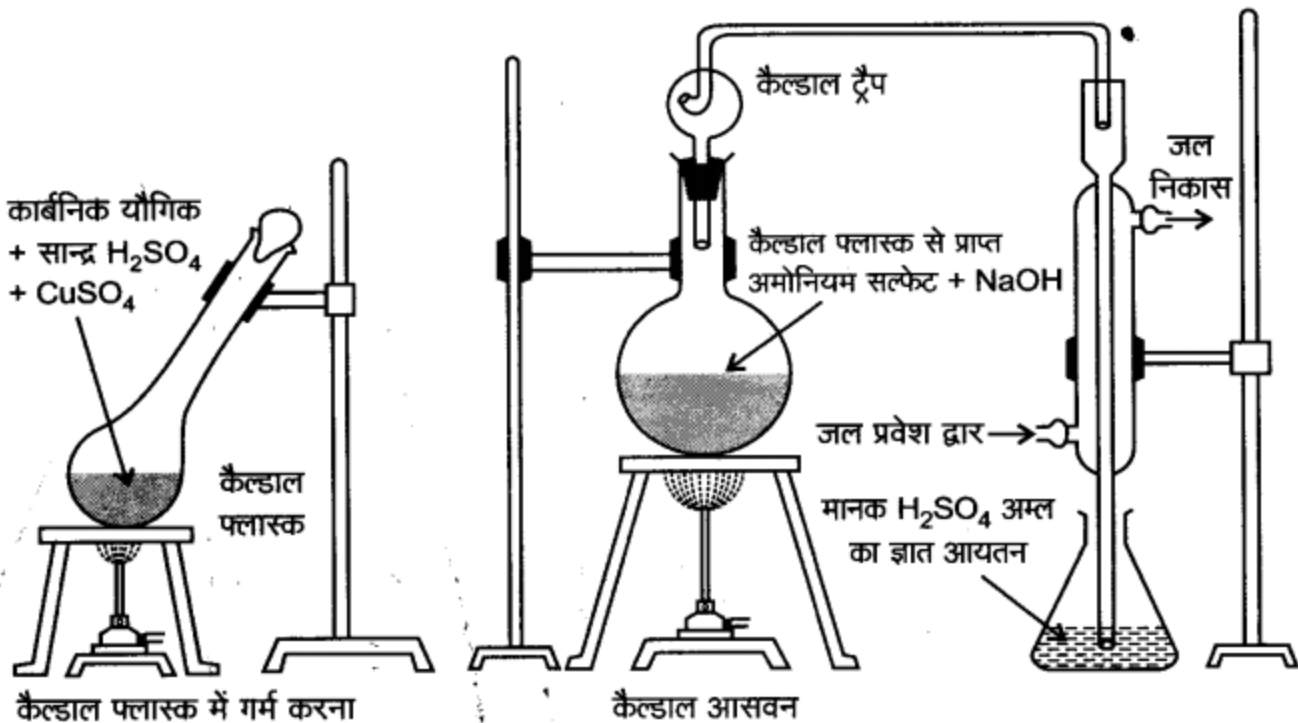 कार्बनिक यौगिक
+ सान्द्र H₂SO₄
+ CuSO₄
कैल्डाल
फ्लास्क
कैल्डाल फ्लास्क में गर्म करना
कैल्डाल ट्रैप
कैल्डाल फ्लास्क से प्राप्त
अमोनियम सल्फेट + NaOH
जल
निकास
जल प्रवेश द्वार
मानक H₂SO₄ अम्ल
का ज्ञात आयतन
कैल्डाल आसवन